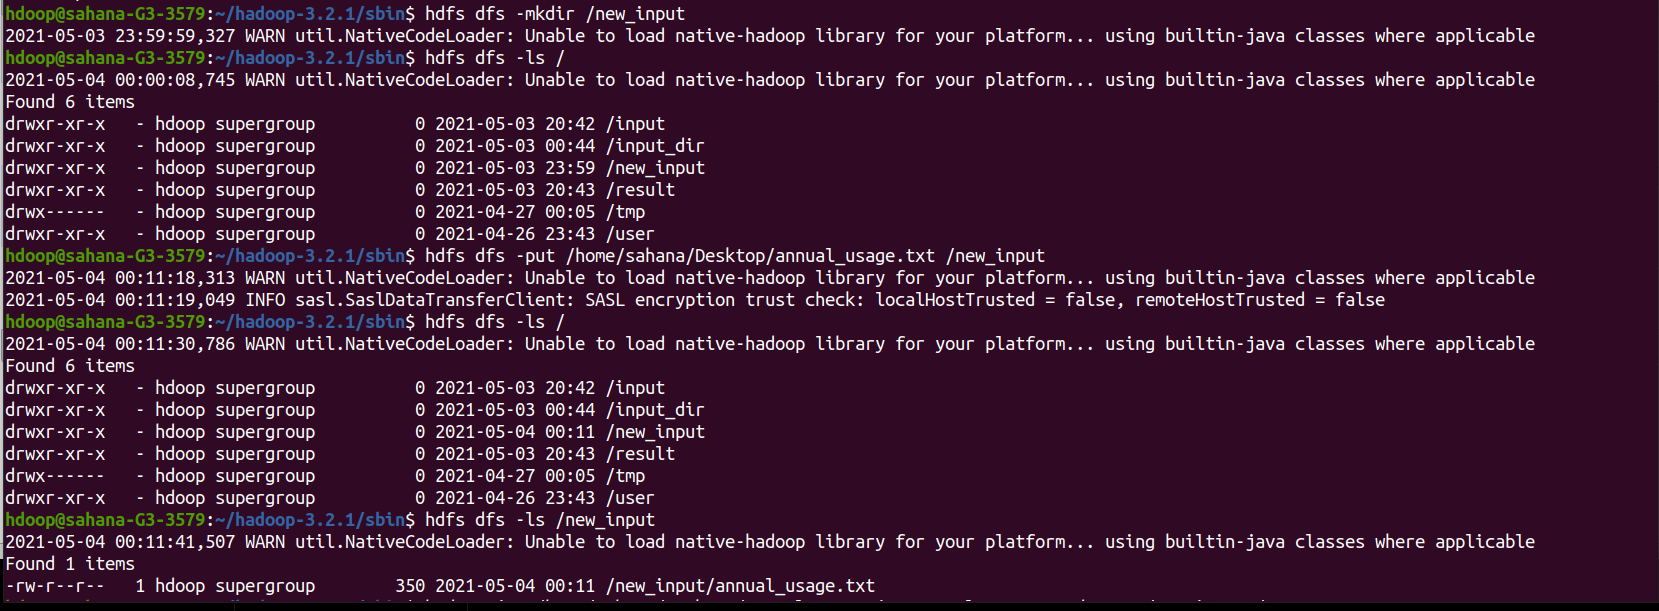 hdoop@sahana-G3-3579:~/hadoop-3.2.1/sbin$ hdfs dfs -mkdir /new_input
2021-05-03 23:59:59,327 WARN util.NativeCodeLoader: Unable to load native-hadoop library for your platform... using builtin-java classes where applicable
hdoop@sahana-G3-3579:~/hadoop-3.2.1/sbin$ hdfs dfs -ls /
2021-05-04 00:00:08,745 WARN util.NativeCodeLoader: Unable to load native-hadoop library for your platform... using builtin-java classes where applicable
Found 6 items
drwxr-xr-x   - hdoop supergroup          0 2021-05-03 20:42 /input
drwxr-xr-x   - hdoop supergroup          0 2021-05-03 00:44 /input_dir
drwxr-xr-x   - hdoop supergroup          0 2021-05-03 23:59 /new_input
drwxr-xr-x   - hdoop supergroup          0 2021-05-03 20:43 /result
drwx------   - hdoop supergroup          0 2021-04-27 00:05 /tmp
drwxr-xr-x   - hdoop supergroup          0 2021-04-26 23:43 /user
hdoop@sahana-G3-3579:~/hadoop-3.2.1/sbin$ hdfs dfs -put /home/sahana/Desktop/annual_usage.txt /new_input
2021-05-04 00:11:18,313 WARN util.NativeCodeLoader: Unable to load native-hadoop library for your platform... using builtin-java classes where applicable
2021-05-04 00:11:19,049 INFO sasl.SaslDataTransferClient: SASL encryption trust check: localHostTrusted = false, remoteHostTrusted = false
hdoop@sahana-G3-3579:~/hadoop-3.2.1/sbin$ hdfs dfs -ls /
2021-05-04 00:11:30,786 WARN util.NativeCodeLoader: Unable to load native-hadoop library for your platform... using builtin-java classes where applicable
Found 6 items
drwxr-xr-x   - hdoop supergroup          0 2021-05-03 20:42 /input
drwxr-xr-x   - hdoop supergroup          0 2021-05-03 00:44 /input_dir
drwxr-xr-x   - hdoop supergroup          0 2021-05-04 00:11 /new_input
drwxr-xr-x   - hdoop supergroup          0 2021-05-03 20:43 /result
drwx------   - hdoop supergroup          0 2021-04-27 00:05 /tmp
drwxr-xr-x   - hdoop supergroup          0 2021-04-26 23:43 /user
hdoop@sahana-G3-3579:~/hadoop-3.2.1/sbin$ hdfs dfs -ls /new_input
2021-05-04 00:11:41,507 WARN util.NativeCodeLoader: Unable to load native-hadoop library for your platform... using builtin-java classes where applicable
Found 1 items
-rw-r--r--   1 hdoop supergroup        350 2021-05-04 00:11 /new_input/annual_usage.txt